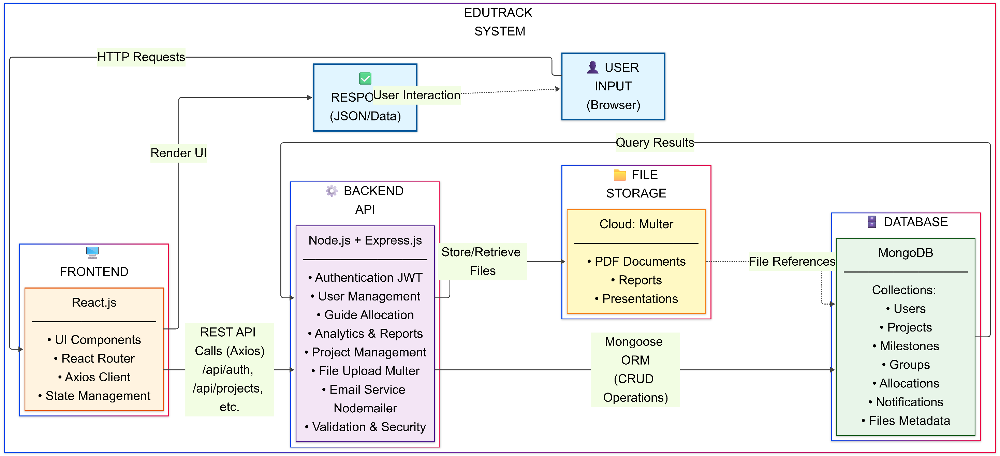 EDUTRACK
SYSTEM
HTTP Requests
USER
INPUT
(Browser)
User Interaction
(JSON/Data)
Query Results
Render UI
FILE
STORAGE
Cloud: Multer
• PDF Documents
• Reports
• Presentations
BACKEND
API
Node.js + Express.js
• Authentication JWT
• User Management
• Guide Allocation
• Analytics & Reports
• Project Management
• File Upload Multer
• Email Service
Nodemailer
• Validation & Security
Store/Retrieve
Files
File References
DATABASE
MongoDB
Collections:
• Users
• Projects
• Milestones
• Groups
• Allocations
• Notifications
• Files Metadata
FRONTEND
React.js
• UI Components
• React Router
• Axios Client
• State Management
REST API
Calls (Axios)
/api/auth,
/api/projects,
etc.
Mongoose
ORM
(CRUD
Operations)